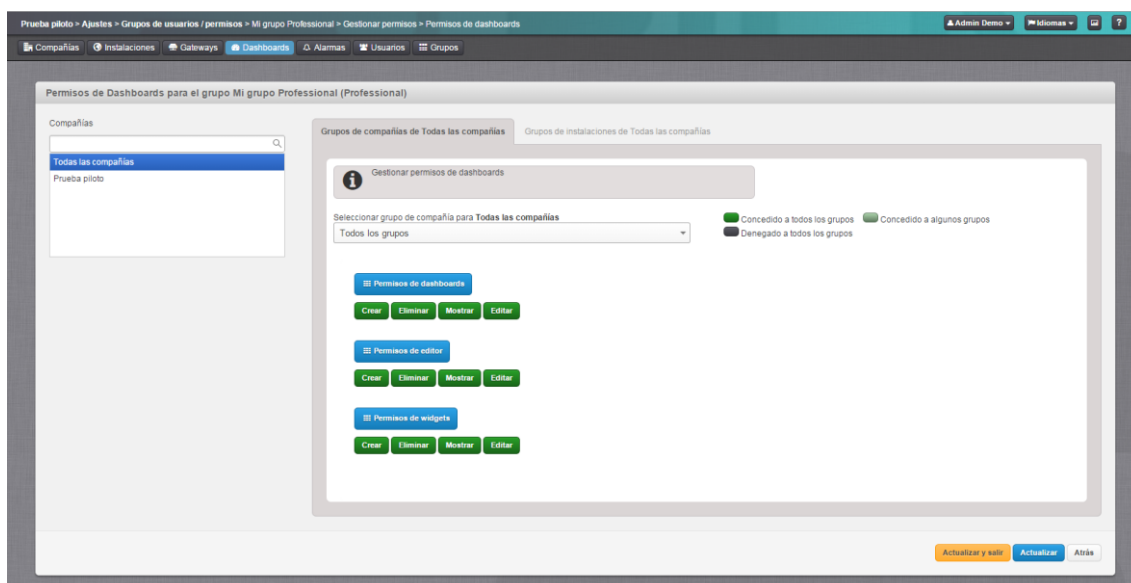 Prueba piloto > Ajustes > Grupos de usuarios / permisos > Mi grupo Professional > Gestionar permisos > Permisos de dashboards
Admin Demo Idiomas ?
Compañías Instalaciones Gateways Dashboards Alarmas Usuarios Grupos
Permisos de Dashboards para el grupo Mi grupo Professional (Professional)
Compañías
Todas las compañías
Prueba piloto
Grupos de compañías de Todas las compañías Grupos de instalaciones de Todas las compañías
Gestionar permisos de dashboards
Seleccionar grupo de compañía para Todas las compañías
Todos los grupos
Concedido a todos los grupos Concedido a algunos grupos
Denegado a todos los grupos
Permisos de dashboards
Crear Eliminar Mostrar Editar
Permisos de editor
Crear Eliminar Mostrar Editar
Permisos de widgets
Crear Eliminar Mostrar Editar
Actualizar y salir Actualizar Atrás